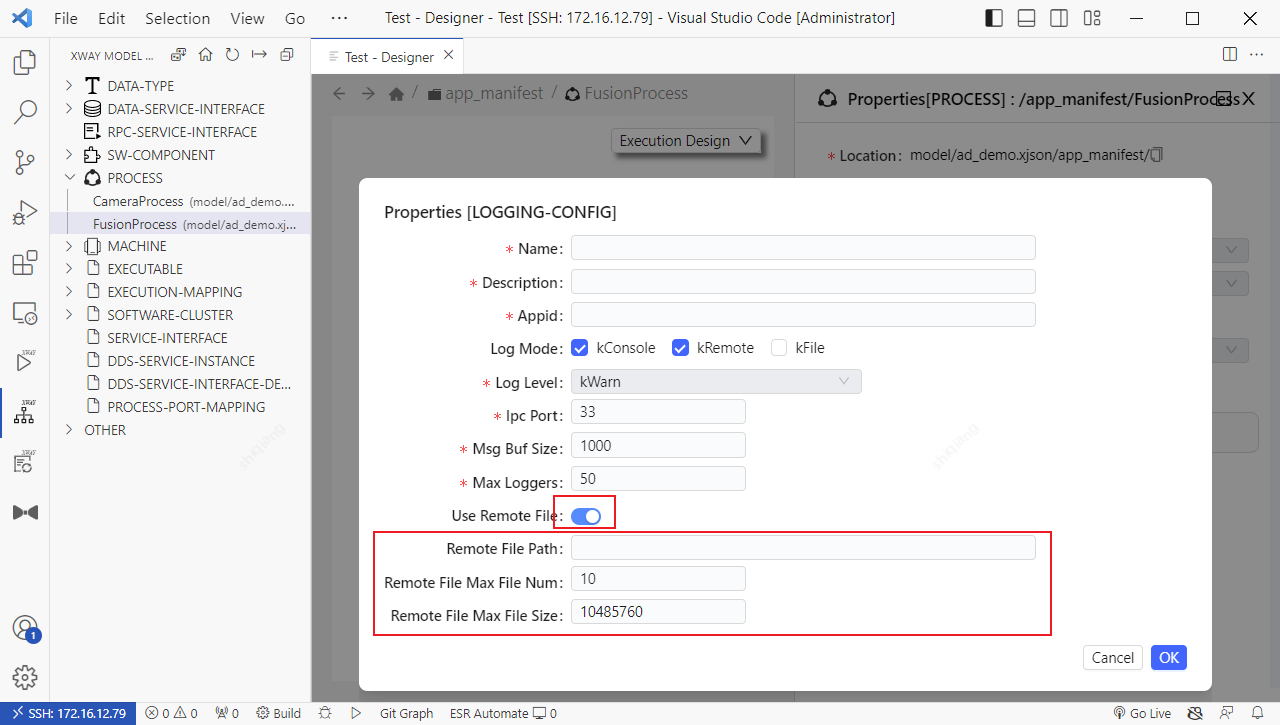 File Edit Selection View Go ··· Test - Designer - Test [SSH: 172.16.12.79] - Visual Studio Code [Administrator]
XWAY MODEL ...
Test - Designer
DATA-TYPE
DATA-SERVICE-INTERFACE
RPC-SERVICE-INTERFACE
SW-COMPONENT
PROCESS
CameraProcess (model/ad_demo....
FusionProcess (model/ad_demo.xj...
MACHINE
EXECUTABLE
EXECUTION-MAPPING
SOFTWARE-CLUSTER
SERVICE-INTERFACE
DDS-SERVICE-INSTANCE
DDS-SERVICE-INTERFACE-DE...
PROCESS-PORT-MAPPING
OTHER
XWAY
XWAY
XWAY
1
/ app_manifest / FusionProcess
Execution Design
Properties[PROCESS] : /app_manifest/FusionProcess
* Location: model/ad_demo.xjson/app_manifest/
Properties [LOGGING-CONFIG]
* Name:
* Description:
* Appid:
Log Mode: kConsole kRemote kFile
* Log Level: kWarn
* Ipc Port: 33
* Msg Buf Size: 1000
* Max Loggers: 50
Use Remote File:
Remote File Path:
Remote File Max File Num: 10
Remote File Max File Size: 10485760
Cancel OK
shiqiang
shiqiang
SSH: 172.16.12.79 0 0 0 Build Git Graph ESR Automate 0 Go Live